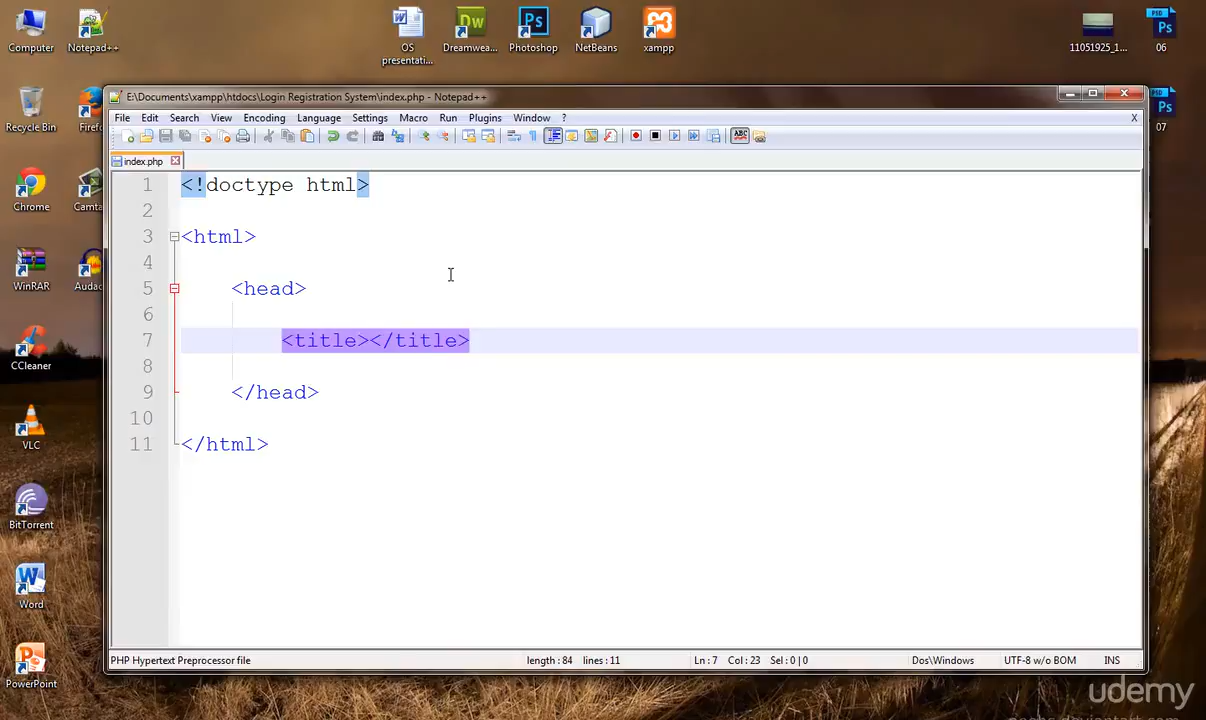 Computer
Notepad++
OS
presentati...
Dreamwea...
Photoshop
NetBeans
xampp
11051925_1...
06
E:\Documents\xampp\htdocs\Login Registration System\index.php - Notepad++
File Edit Search View Encoding Language Settings Macro Run Plugins Window ? X
index.php
1 <!doctype html>
2
3 <html>
4
5 <head>
6
7 <title></title>
8
9 </head>
10
11 </html>
Recycle Bin
Firefo
07
Chrome
Camta
WinRAR
Audac
CCleaner
VLC
BitTorrent
Word
PowerPoint
PHP Hypertext Preprocessor file length : 84 lines : 11 Ln : 7 Col : 23 Sel : 0 | 0 Dos\Windows UTF-8 w/o BOM INS
udemy